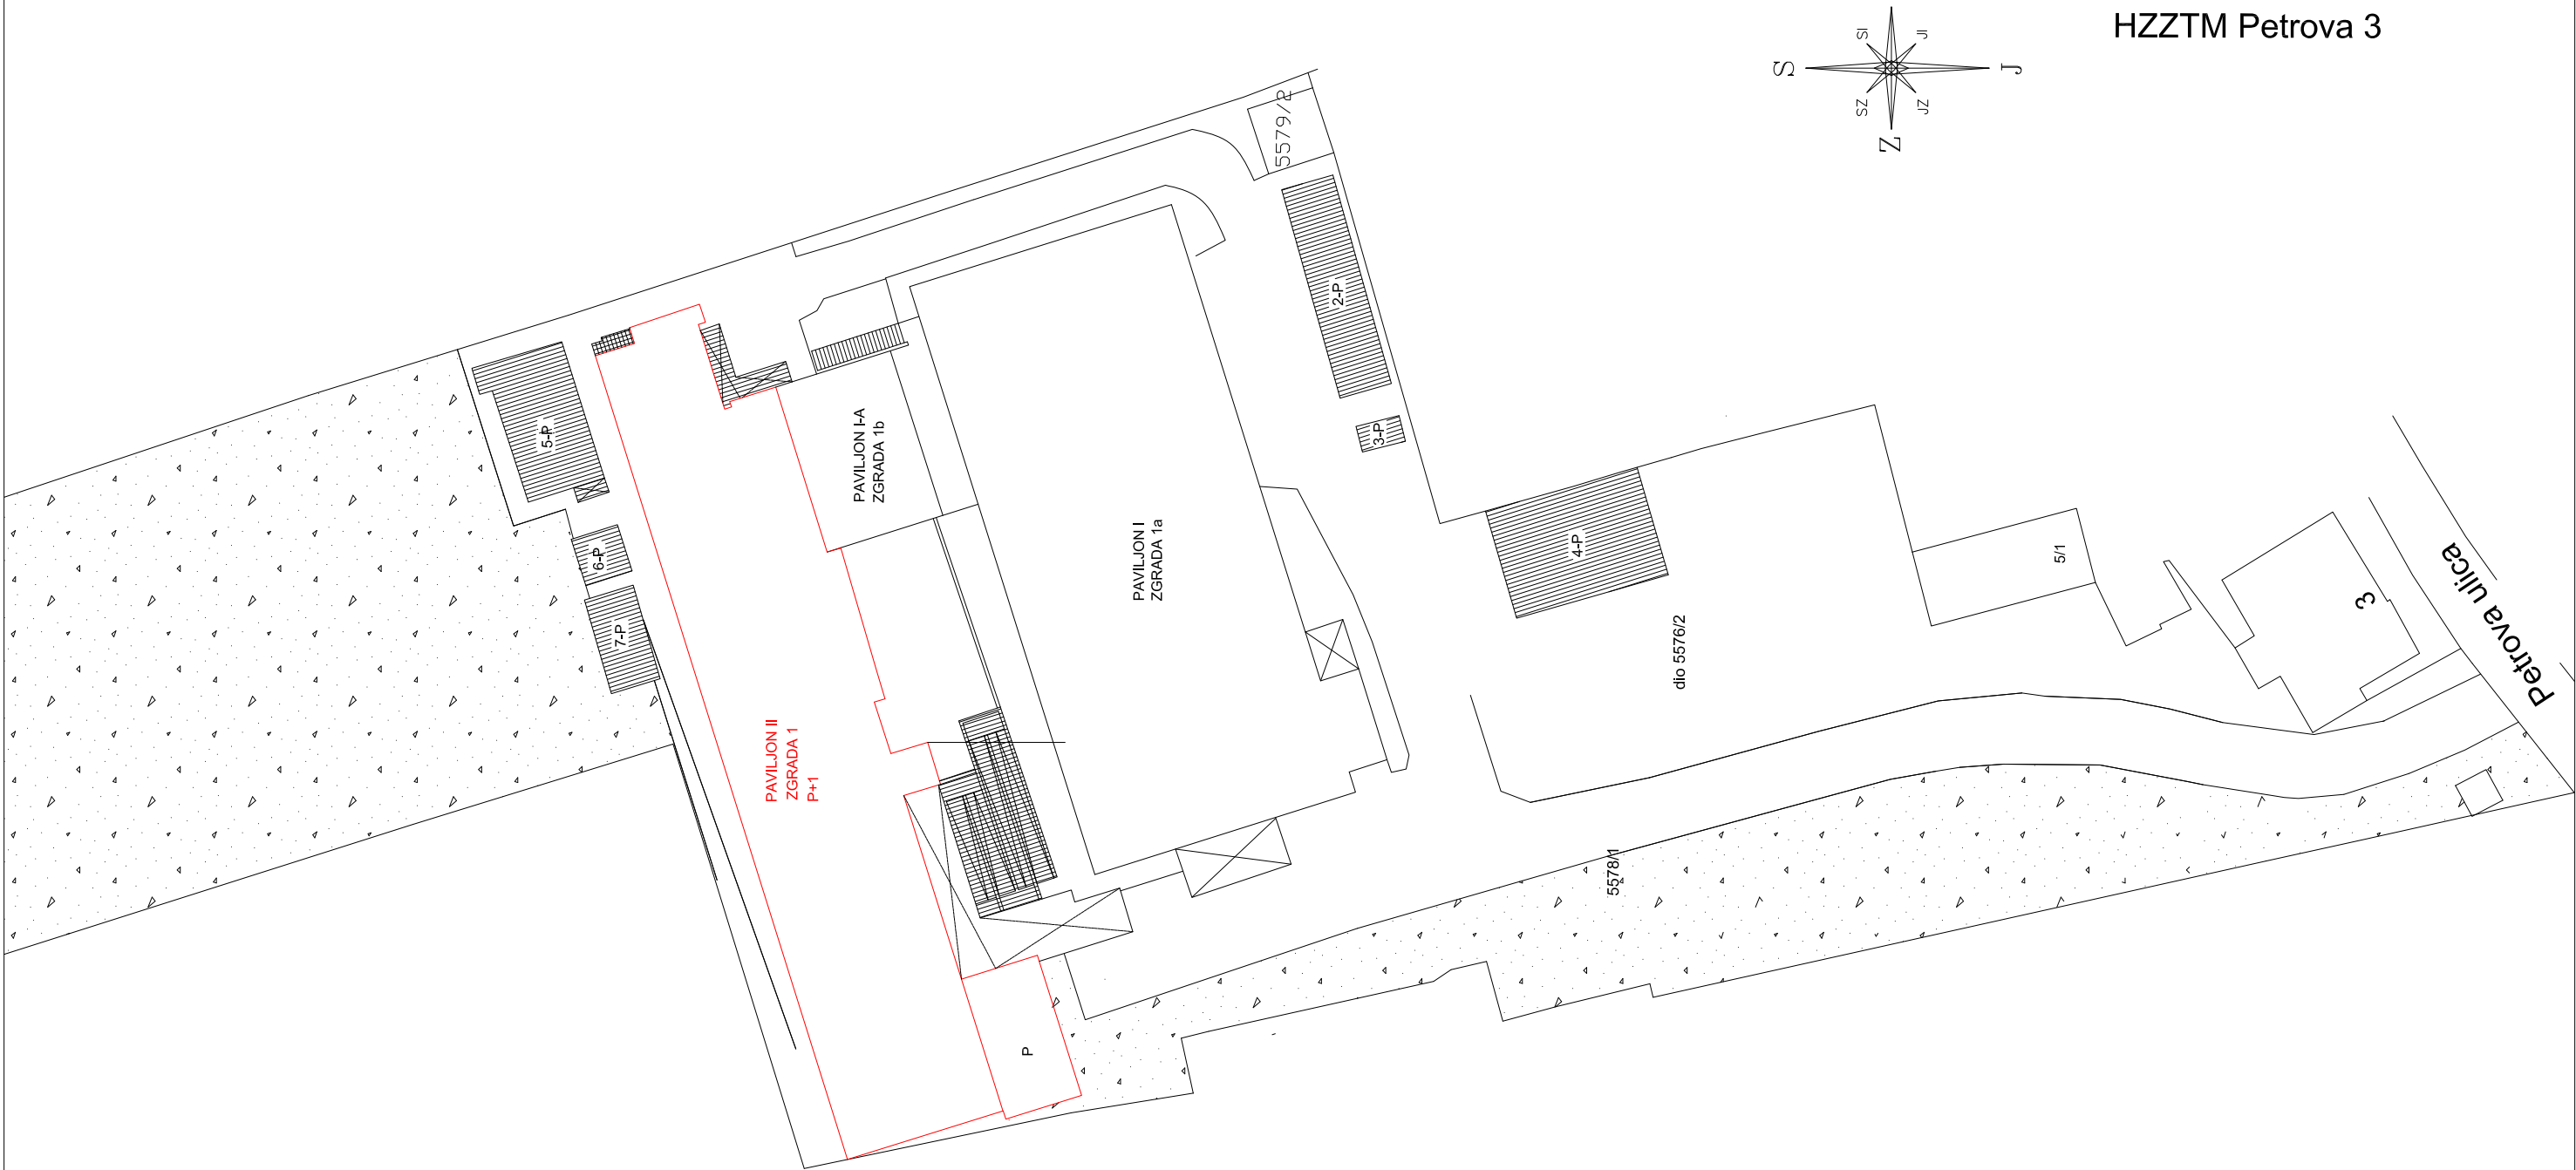 HZZTM Petrova 3
SI
JI
S
J
SZ
JZ
Z
5579/2
2-P
3-P
5-P
6-P
7-P
PAVILJON I-A
ZGRADA 1b
PAVILJON I
ZGRADA 1a
4-P
5/1
3
Petrova ulica
dio 5576/2
PAVILJON II
ZGRADA 1
P+1
5578/1
P